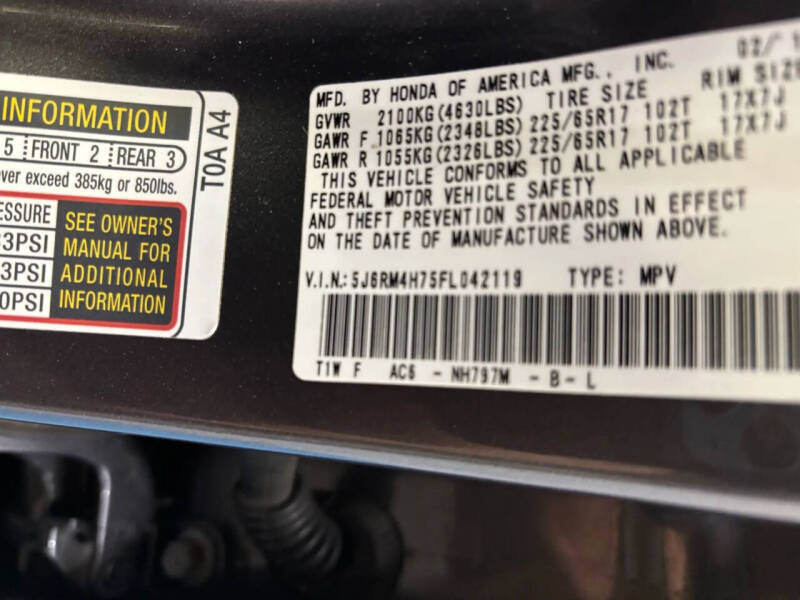 INFORMATION
5 FRONT 2 REAR 3
exceed 385kg or 850lbs.
SEE OWNER'S
MANUAL FOR
ADDITIONAL
INFORMATION
3PSI
3PSI
0PSI
T0A A4
MFD. BY HONDA OF AMERICA MFG., INC. 02/1
GVWR 2100KG(4630LBS) TIRE SIZE RIM SIZE
GAWR F 1065KG(2348LBS) 225/65R17 102T 17X7J
GAWR R 1055KG(2326LBS) 225/65R17 102T 17X7J
THIS VEHICLE CONFORMS TO ALL APPLICABLE
FEDERAL MOTOR VEHICLE SAFETY
AND THEFT PREVENTION STANDARDS IN EFFECT
ON THE DATE OF MANUFACTURE SHOWN ABOVE.
V.I.N.: 5J6RM4H75FL042119 TYPE: MPV
T1W F AC6 - NH797M - B - L